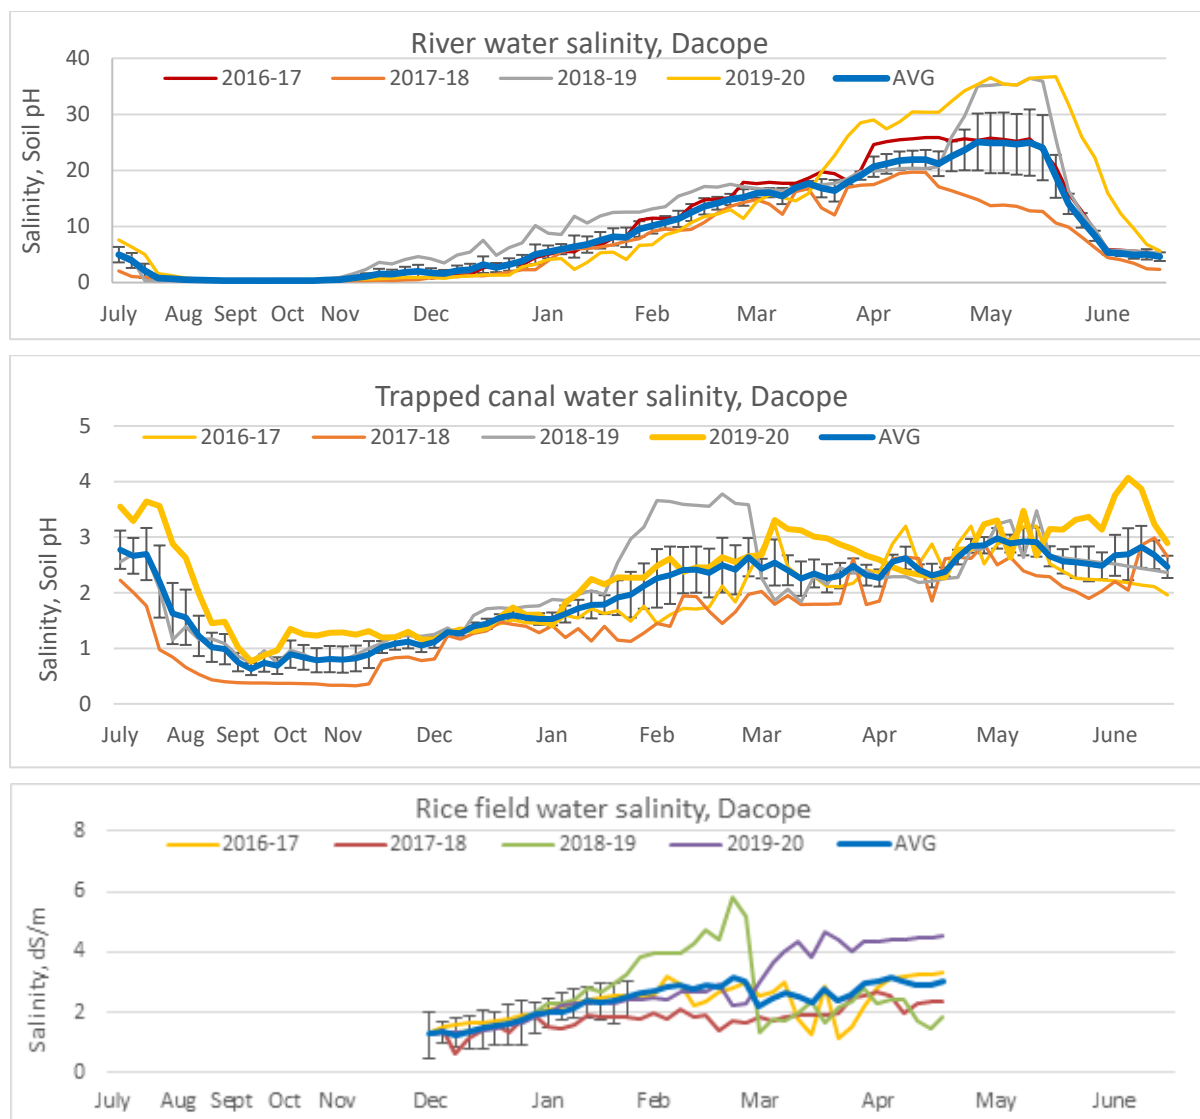 River water salinity, Dacope
2016-17 2017-18 2018-19 2019-20 AVG
Salinity, Soil pH
40
30
20
10
0
July Aug Sept Oct Nov Dec Jan Feb Mar Apr May June
Trapped canal water salinity, Dacope
2016-17 2017-18 2018-19 2019-20 AVG
Salinity, Soil pH
5
4
3
2
1
0
July Aug Sept Oct Nov Dec Jan Feb Mar Apr May June
Rice field water salinity, Dacope
2016-17 2017-18 2018-19 2019-20 AVG
Salinity, dS/m
8
6
4
2
0
July Aug Sept Oct Nov Dec Jan Feb Mar Apr May June